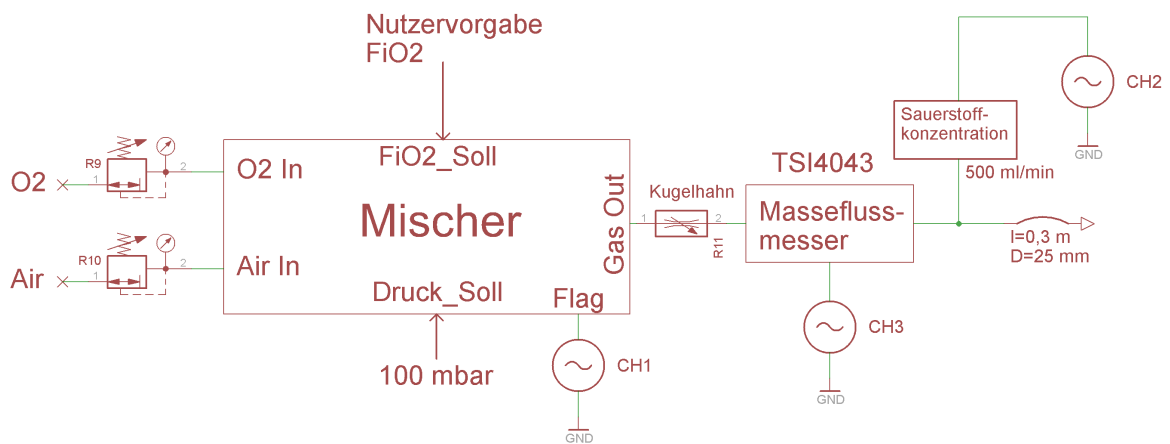 Nutzervorgabe
FiO2
CH2
Sauerstoff-
konzentration
GND
500 ml/min
R9
1
2
O2
O2 In
FiO2_Soll
Mischer
Gas Out
Kugelhahn
1
2
R11
TSI4043
Masseflus​s-
messer
l=0,3 m
D=25 mm
R10
1
2
Air
Air In
Druck_Soll
Flag
100 mbar
CH1
GND
CH3
GND